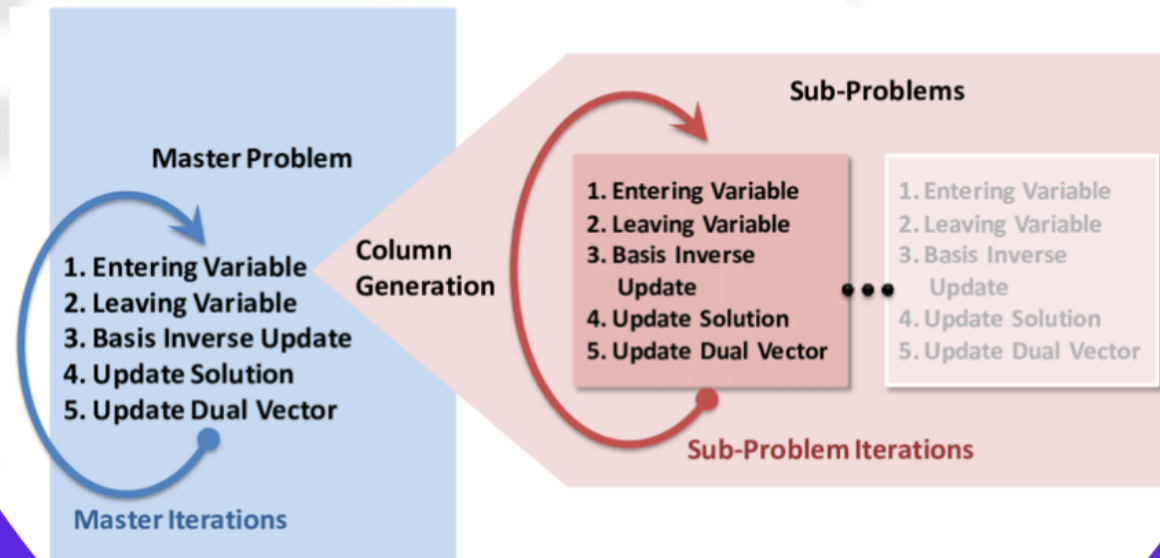 Master Problem
1. Entering Variable
2. Leaving Variable
3. Basis Inverse Update
4. Update Solution
5. Update Dual Vector
Master Iterations
Column
Generation
Sub-Problems
1. Entering Variable
2. Leaving Variable
3. Basis Inverse
Update
4. Update Solution
5. Update Dual Vector
1. Entering Variable
2. Leaving Variable
3. Basis Inverse
Update
4. Update Solution
5. Update Dual Vector
Sub-Problem Iterations